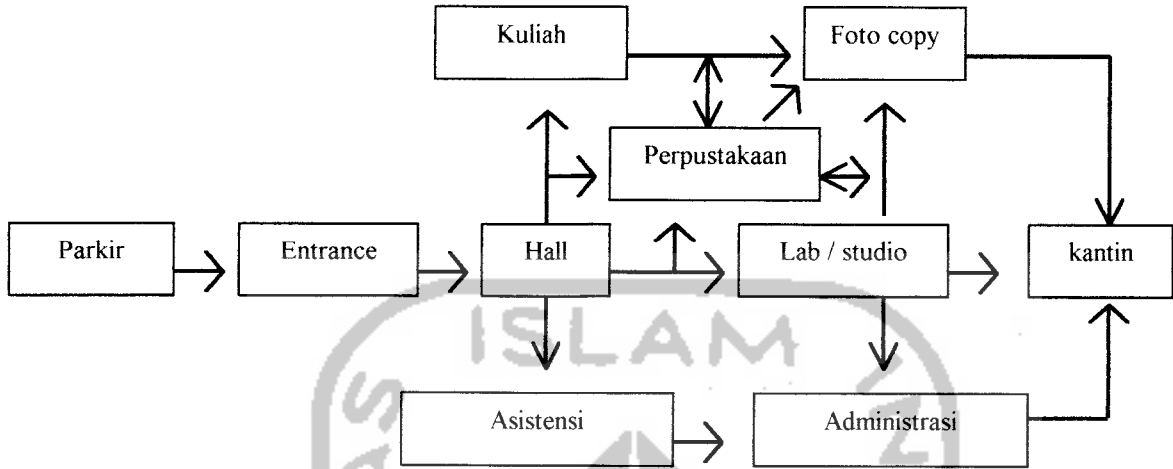 Kuliah
Foto copy
Perpustakaan
Parkir
Entrance
Hall
Lab / studio
kantin
ISLAM
Asistensi
Administrasi